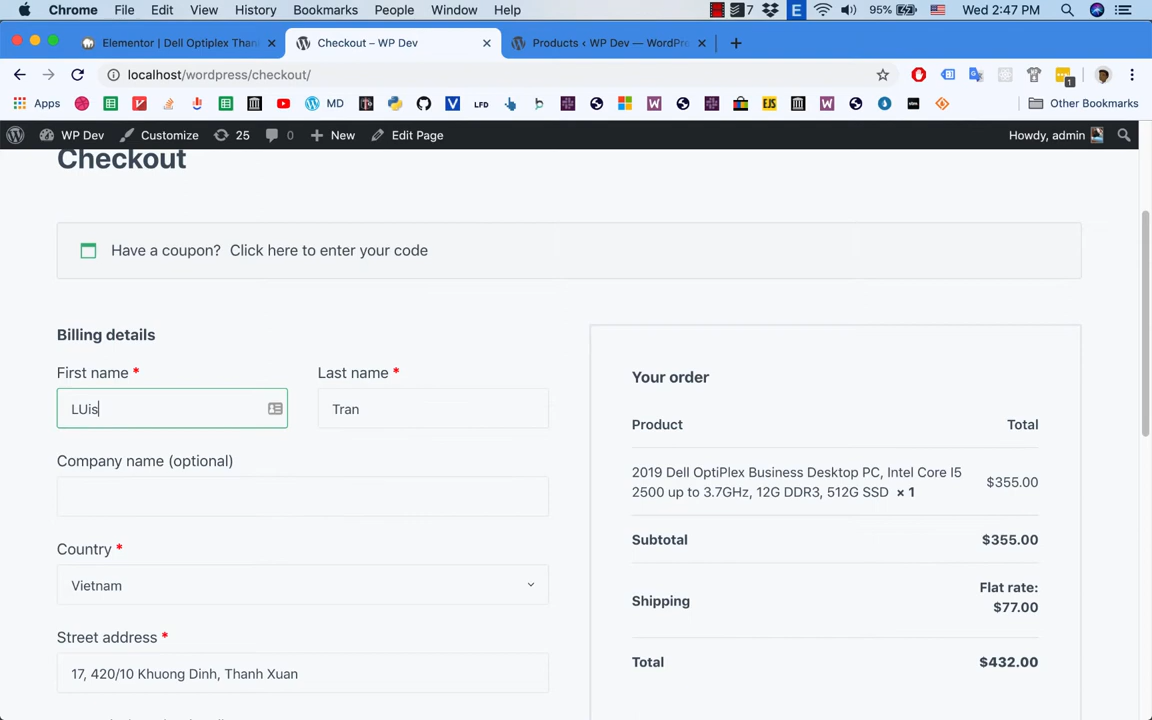 Chrome File Edit View History Bookmarks People Window Help 7 E 95% Wed 2:47 PM
Elementor | Dell Optiplex Than
Checkout – WP Dev
Products ‹ WP Dev — WordPre
localhost/wordpress/checkout/
1
Apps MD LFD EJS Other Bookmarks
WP Dev Customize 25 0 New Edit Page Howdy, admin
Checkout
Have a coupon? Click here to enter your code
Billing details
First name * Last name *
LUis Tran
Company name (optional)
Country *
Vietnam
Street address *
17, 420/10 Khuong Dinh, Thanh Xuan
Your order
Product Total
2019 Dell OptiPlex Business Desktop PC, Intel Core I5
2500 up to 3.7GHz, 12G DDR3, 512G SSD × 1 $355.00
Subtotal $355.00
Shipping Flat rate:
$77.00
Total $432.00